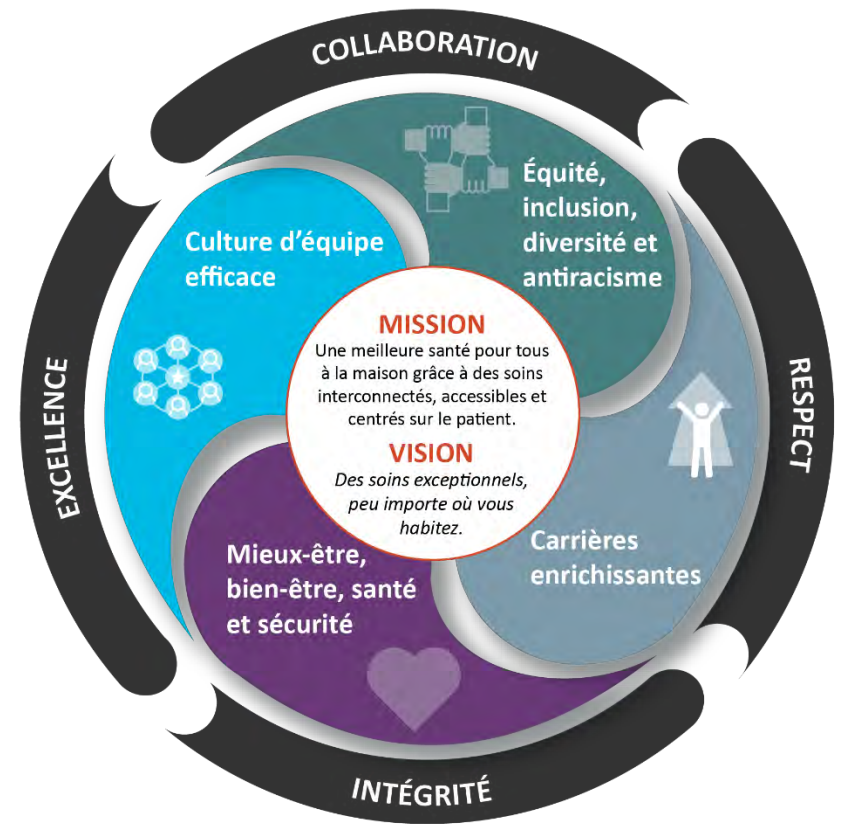 COLLABORATION
Équité,
inclusion,
diversité et
antiracisme
Culture d'équipe
efficace
MISSION
Une meilleure santé pour tous
à la maison grâce à des soins
interconnectés, accessibles et
centrés sur le patient.
VISION
Des soins exceptionnels,
peu importe où vous
habitez.
EXCELLENCE
RESPECT
Carrières
enrichissantes
Mieux-être,
bien-être, santé
et sécurité
INTÉGRITÉ